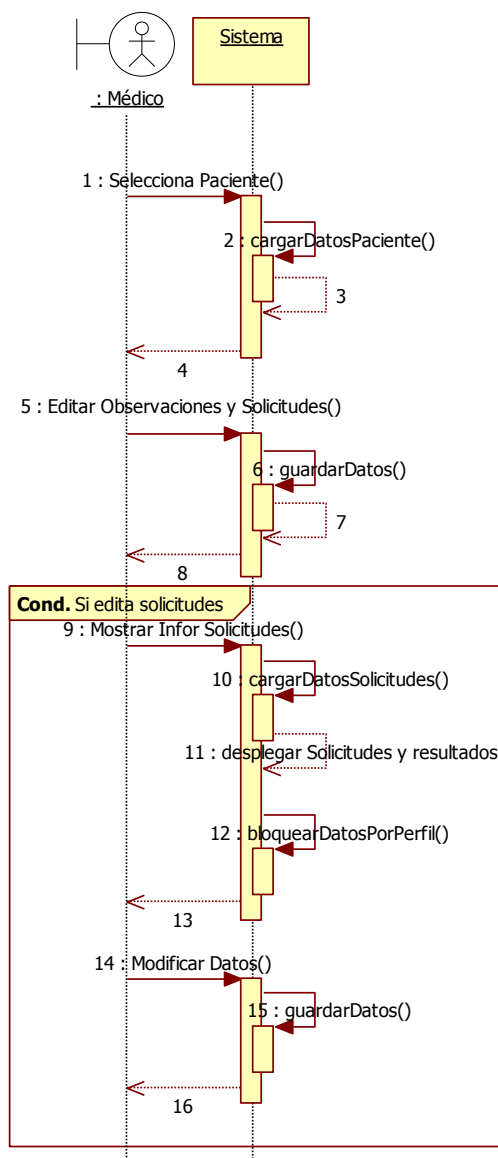 Sistema
: Médico
1 : Selecciona Paciente()
2 : cargarDatosPaciente()
3
4
5 : Editar Observaciones y Solicitudes()
6 : guardarDatos()
7
8
Cond. Si edita solicitudes
9 : Mostrar Infor Solicitudes()
10 : cargarDatosSolicitudes()
11 : desplegar Solicitudes y resultados
12 : bloquearDatosPorPerfil()
13
14 : Modificar Datos()
15 : guardarDatos()
16